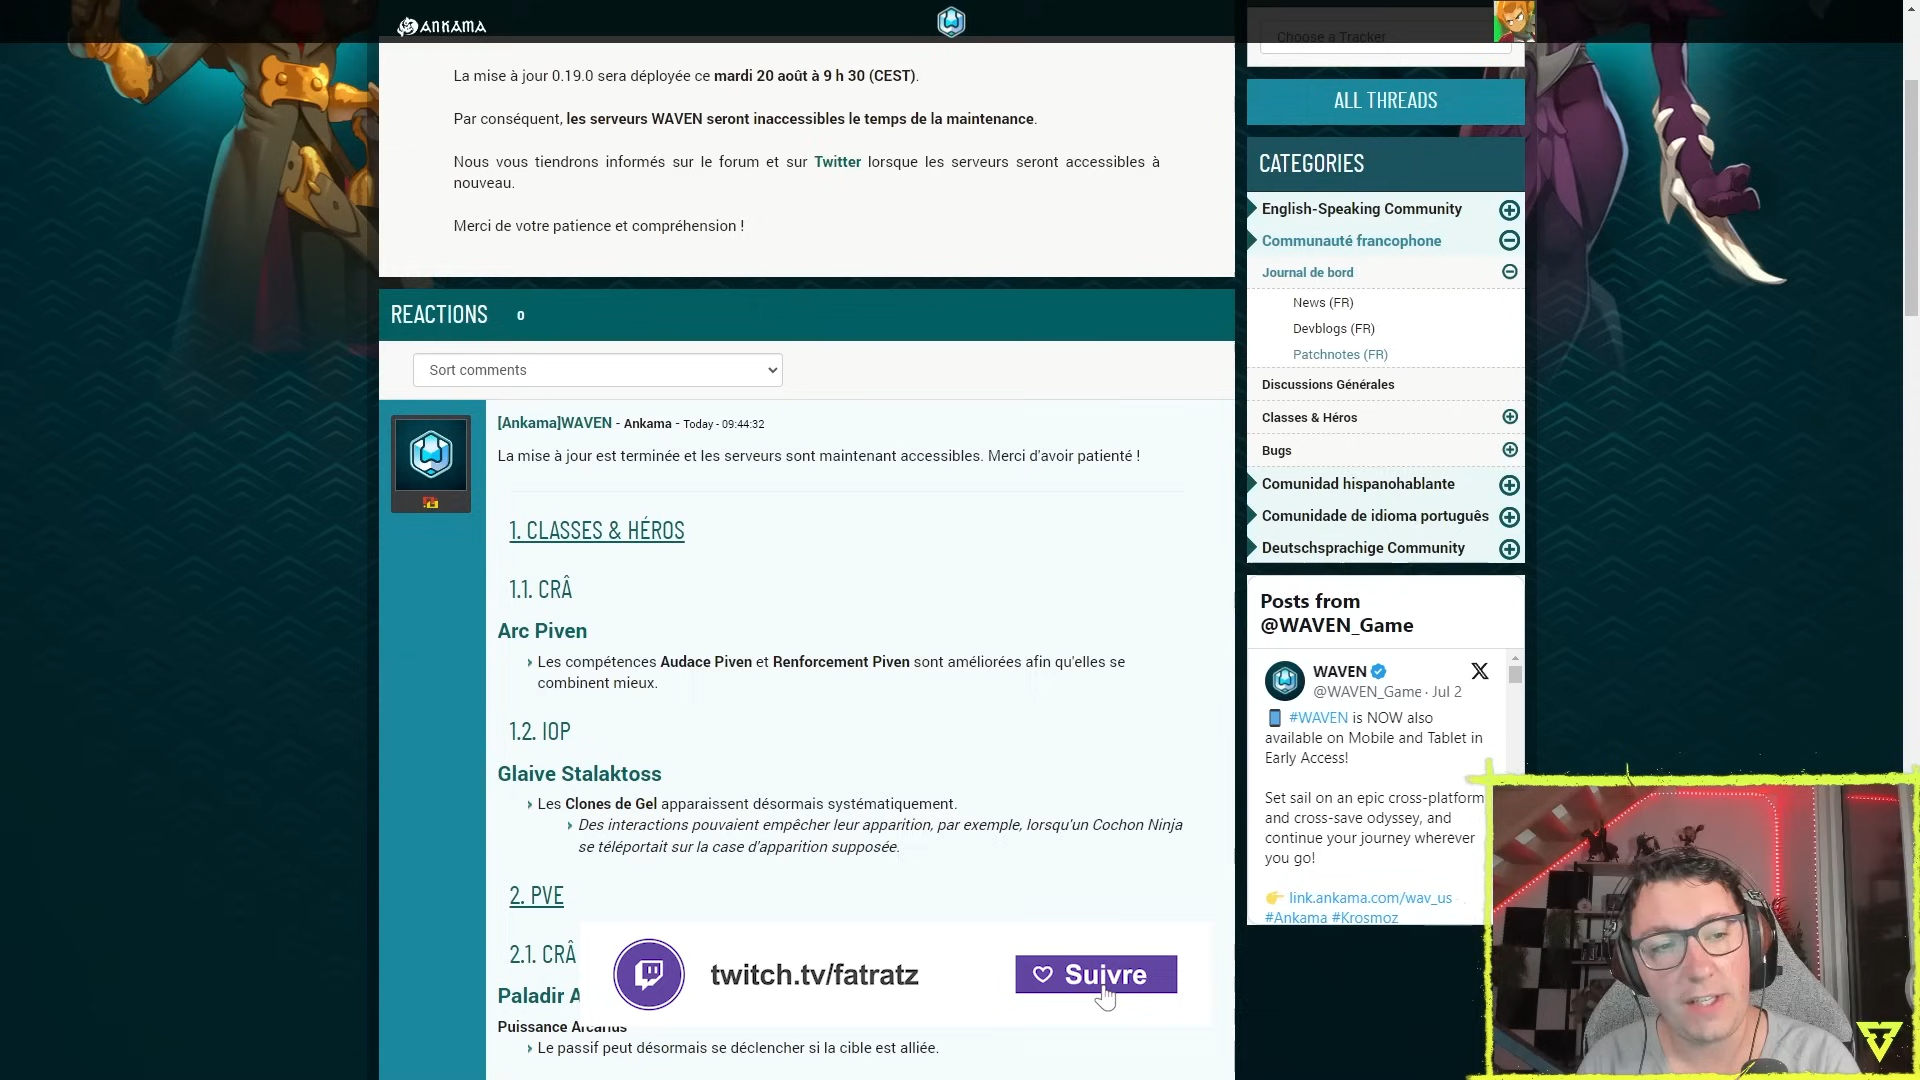 ANKAMA
Choose a Tracker
La mise à jour 0.19.0 sera déployée ce mardi 20 août à 9 h 30 (CEST).
Par conséquent, les serveurs WAVEN seront inaccessibles le temps de la maintenance.
Nous vous tiendrons informés sur le forum et sur Twitter lorsque les serveurs seront accessibles à
nouveau.
Merci de votre patience et compréhension !
REACTIONS 0
Sort comments
[Ankama]WAVEN - Ankama - Today - 09:44:32
La mise à jour est terminée et les serveurs sont maintenant accessibles. Merci d'avoir patienté !
1. CLASSES & HÉROS
1.1. CRÂ
Arc Piven
Les compétences Audace Piven et Renforcement Piven sont améliorées afin qu'elles se
combinent mieux.
1.2. IOP
Glaive Stalaktoss
Les Clones de Gel apparaissent désormais systématiquement.
Des interactions pouvaient empêcher leur apparition, par exemple, lorsqu'un Cochon Ninja
se téléportait sur la case d'apparition supposée.
2. PVE
2.1. CRÂ
Paladir A
Puissance Arcanus
Le passif peut désormais se déclencher si la cible est alliée.
twitch.tv/fatratz
Suivre
ALL THREADS
CATEGORIES
English-Speaking Community
Communauté francophone
Journal de bord
News (FR)
Devblogs (FR)
Patchnotes (FR)
Discussions Générales
Classes & Héros
Bugs
Comunidad hispanohablante
Comunidade de idioma português
Deutschsprachige Community
Posts from
@WAVEN_Game
WAVEN
@WAVEN_Game · Jul 2
#WAVEN is NOW also
available on Mobile and Tablet in
Early Access!
Set sail on an epic cross-platform
and cross-save odyssey, and
continue your journey wherever
you go!
link.ankama.com/wav_us
#Ankama #Krosmoz